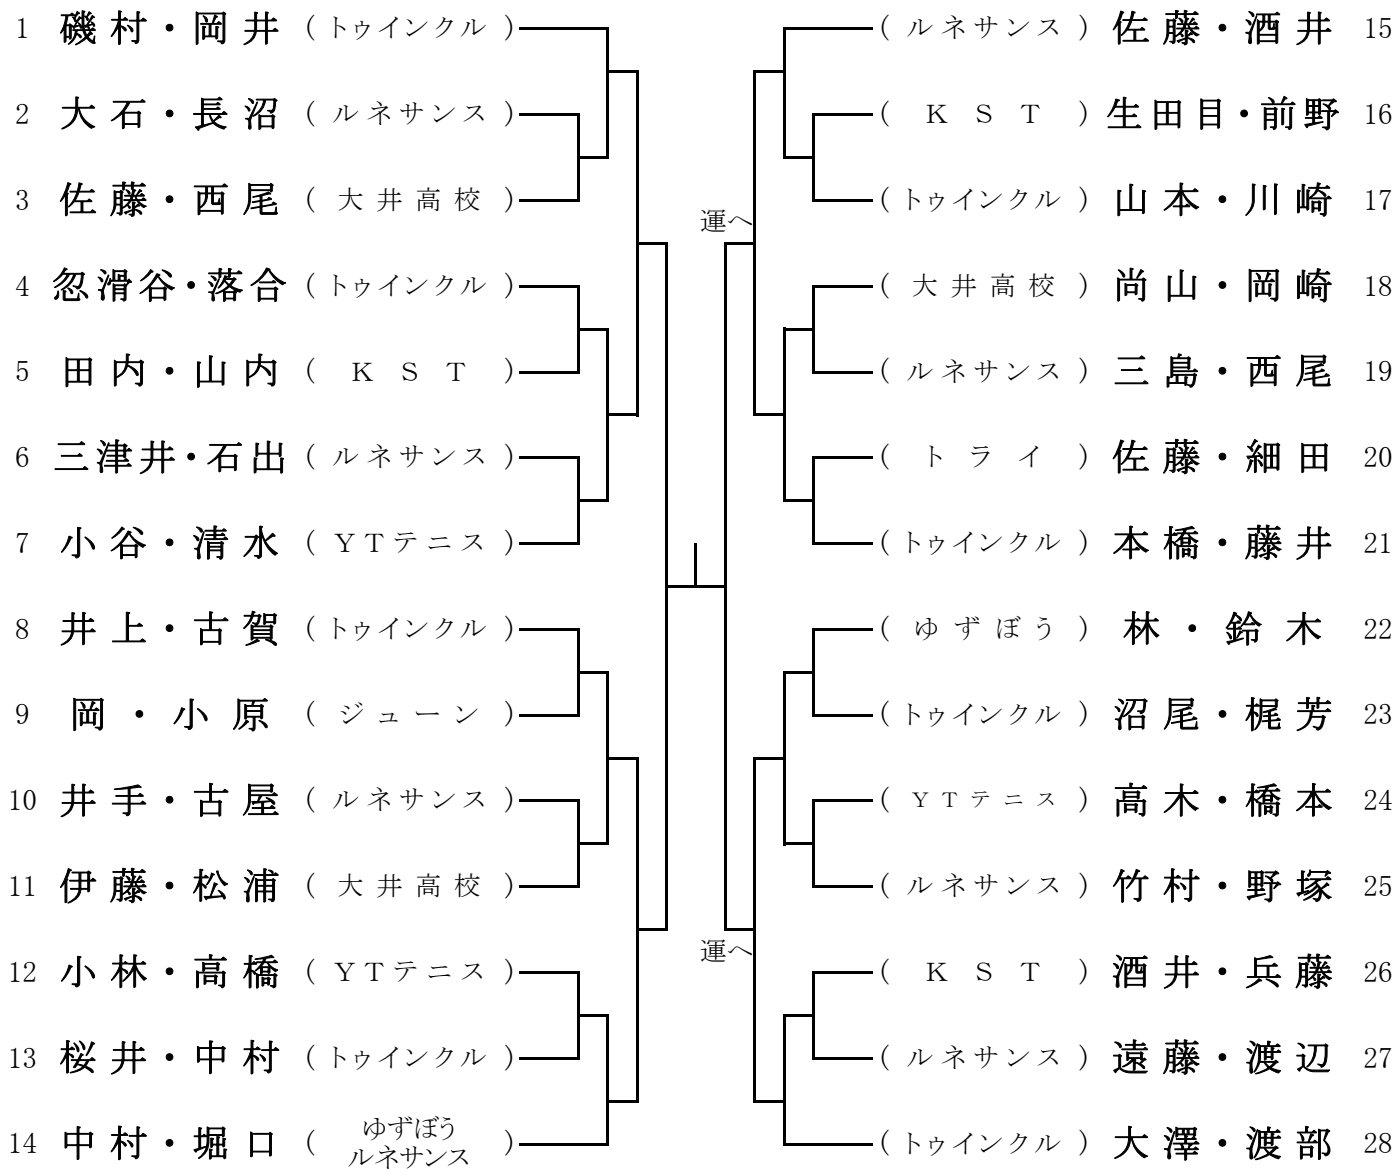 1 磯村・岡井 (トゥインクル)
2 大石・長沼 (ルネサンス)
3 佐藤・西尾 (大井高校)
4 忽滑谷・落合 (トゥインクル)
5 田内・山内 (KST)
6 三津井・石出 (ルネサンス)
7 小谷・清水 (YTテニス)
8 井上・古賀 (トゥインクル)
9 岡・小原 (ジューン)
10 井手・古屋 (ルネサンス)
11 伊藤・松浦 (大井高校)
12 小林・高橋 (YTテニス)
13 桜井・中村 (トゥインクル)
14 中村・堀口 (ゆずぼう
ルネサンス)
運へ
運へ
(ルネサンス) 佐藤・酒井 15
(KST) 生田目・前野 16
(トゥインクル) 山本・川崎 17
(大井高校) 尚山・岡崎 18
(ルネサンス) 三島・西尾 19
(トライ) 佐藤・細田 20
(トゥインクル) 本橋・藤井 21
(ゆずぼう) 林・鈴木 22
(トゥインクル) 沼尾・梶芳 23
(YTテニス) 高木・橋本 24
(ルネサンス) 竹村・野塚 25
(KST) 酒井・兵藤 26
(ルネサンス) 遠藤・渡辺 27
(トゥインクル) 大澤・渡部 28